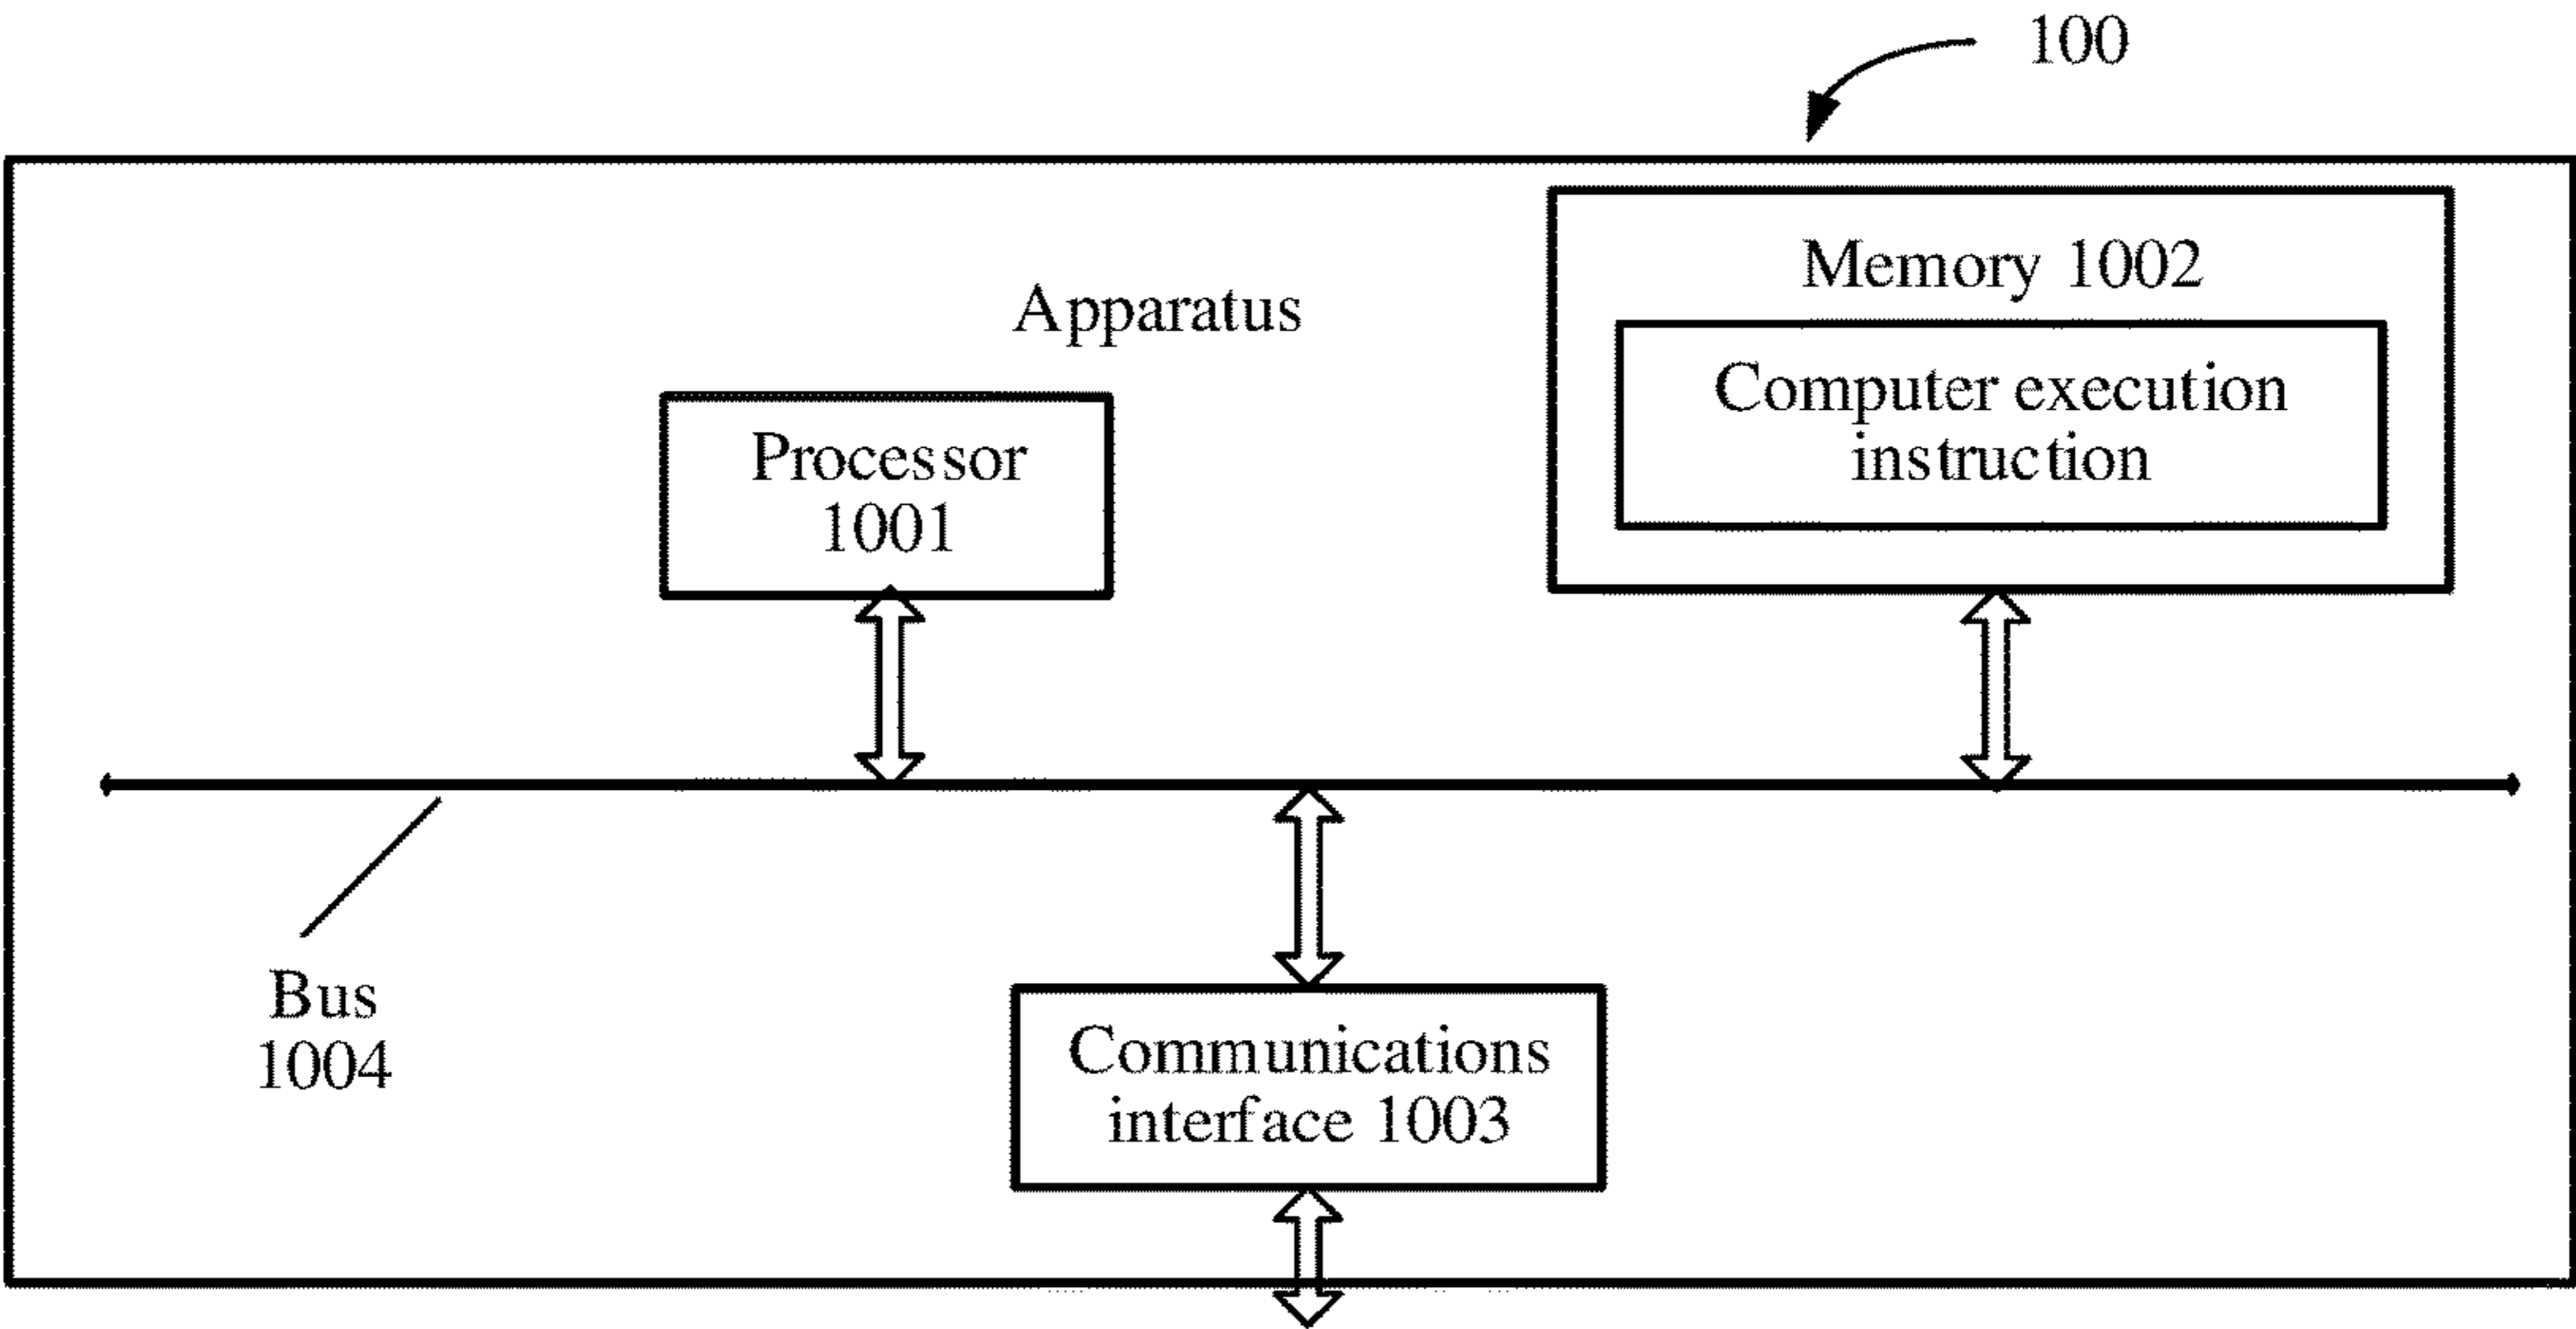 100
Apparatus
Memory 1002
Computer execution
instruction
Processor
1001
Bus
1004
Communications
interface 1003